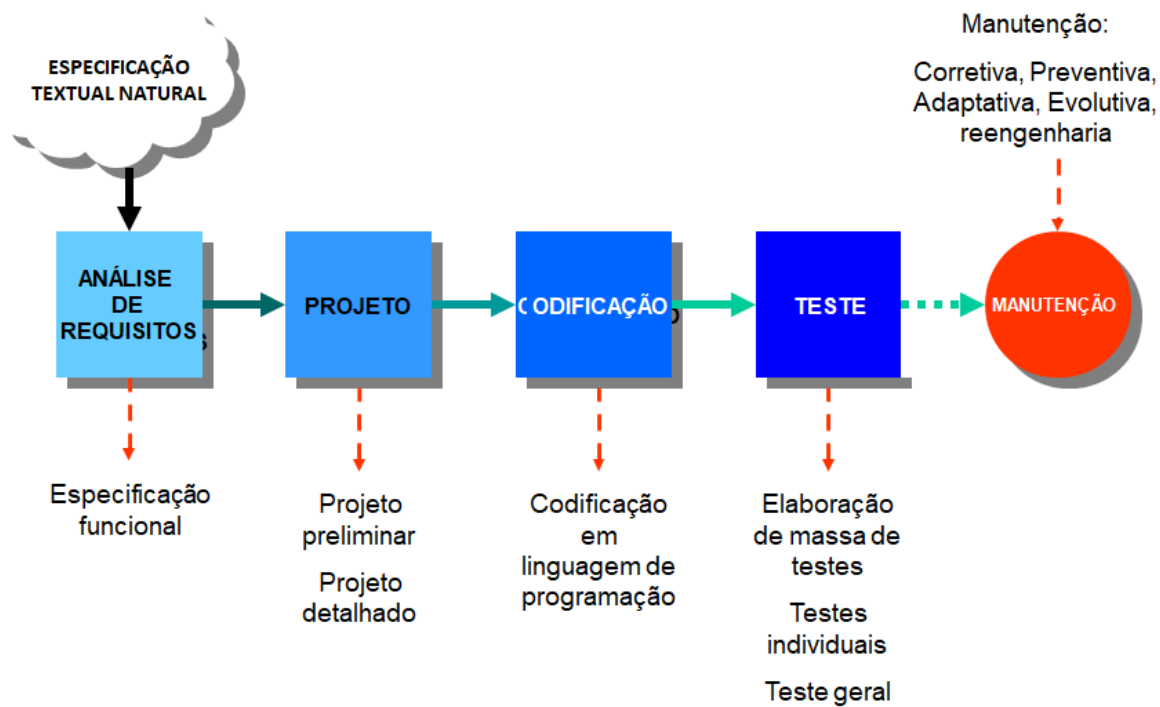 ESPECIFICAÇÃO
TEXTUAL NATURAL
Manutenção:
Corretiva, Preventiva,
Adaptativa, Evolutiva,
reengenharia
ANÁLISE
DE
REQUISITOS
PROJETO
CODIFICAÇÃO
TESTE
MANUTENÇÃO
Especificação
funcional
Projeto
preliminar
Projeto
detalhado
Codificação
em
linguagem de
programação
Elaboração
de massa de
testes
Testes
individuais
Teste geral